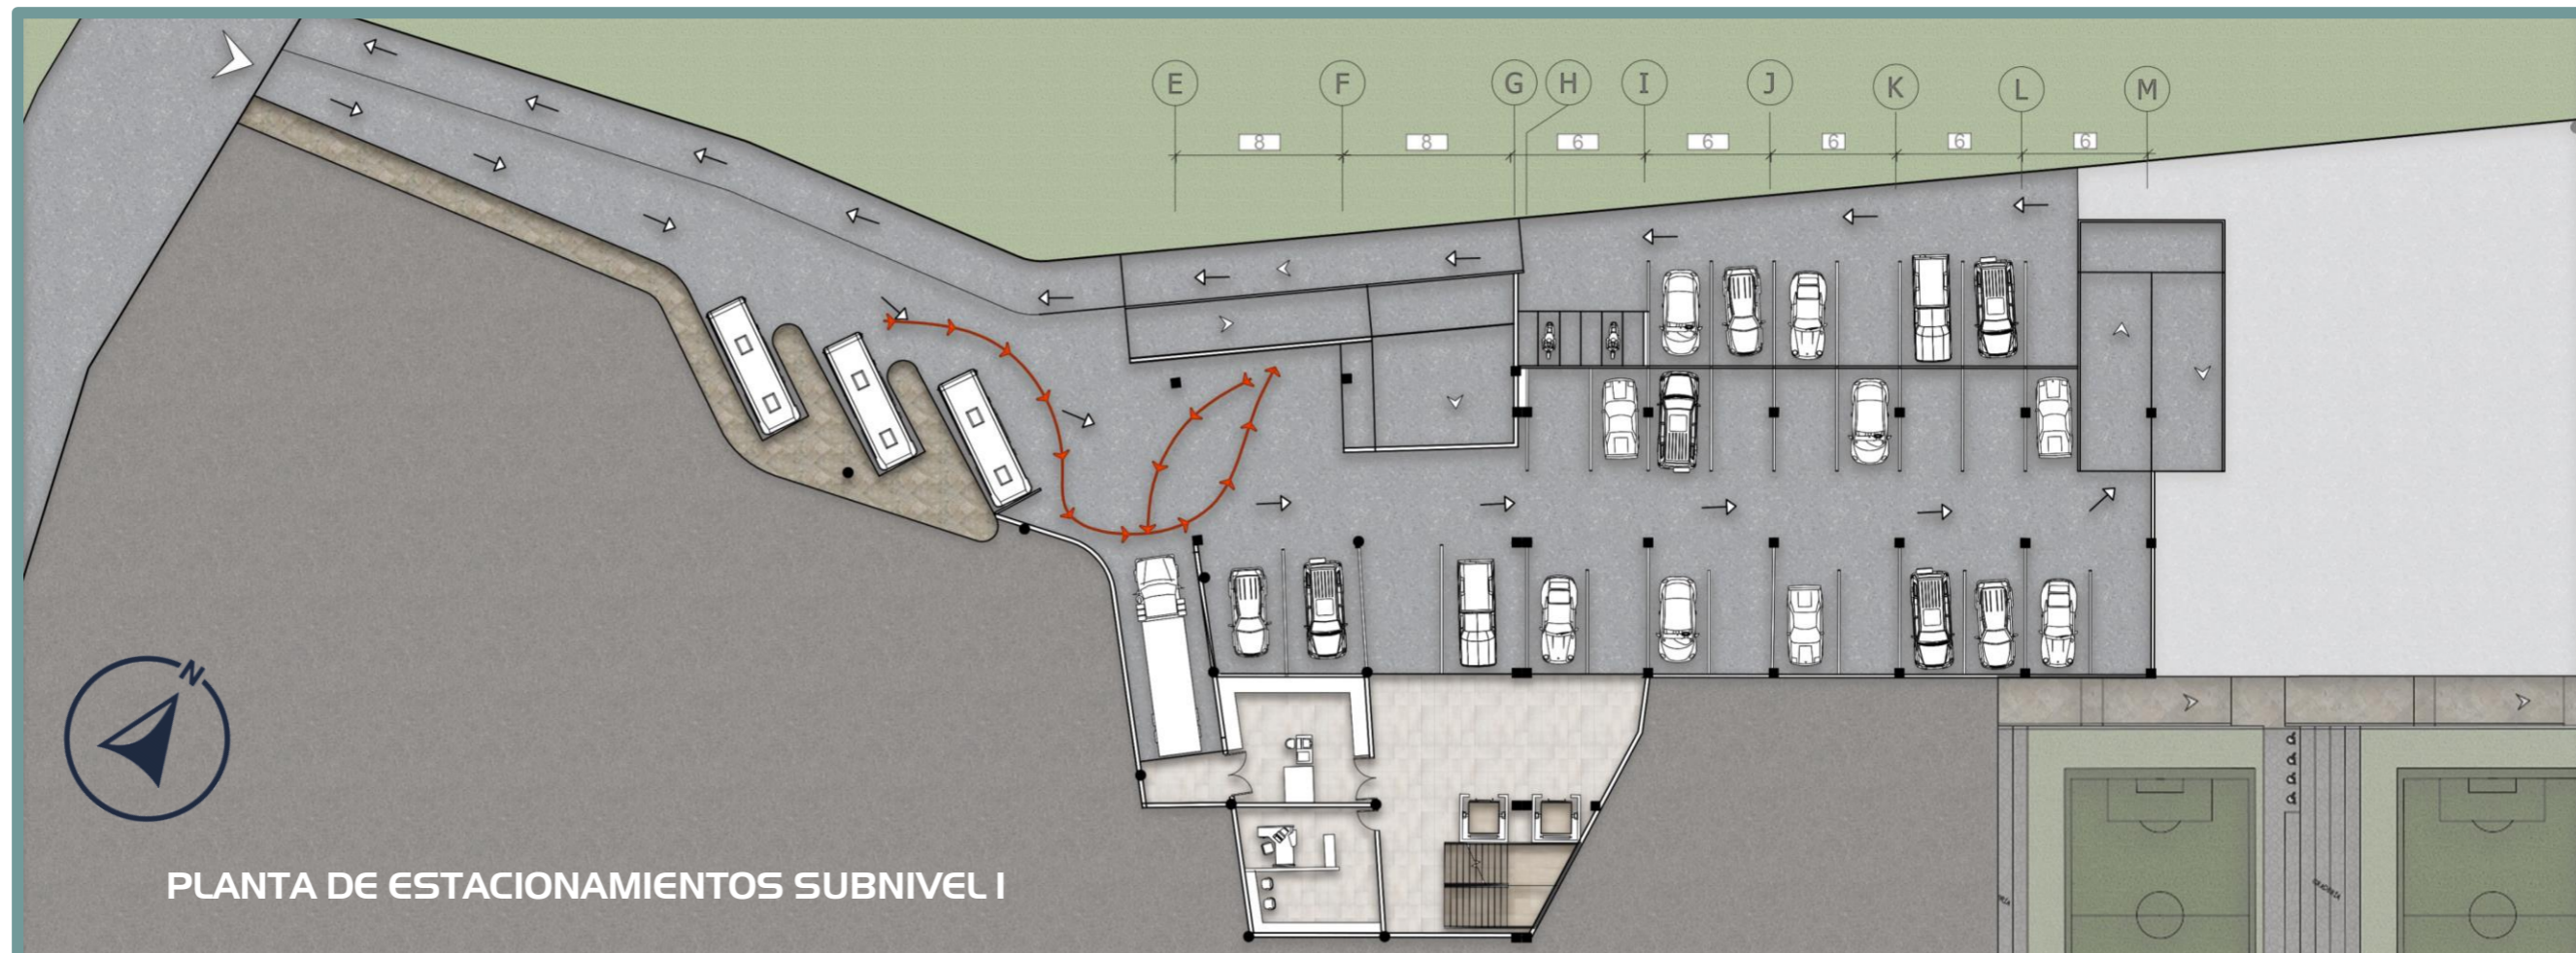 E F G H I J K L M
8 8 6 6 6 6 6
N
PLANTA DE ESTACIONAMIENTOS SUBNIVEL I